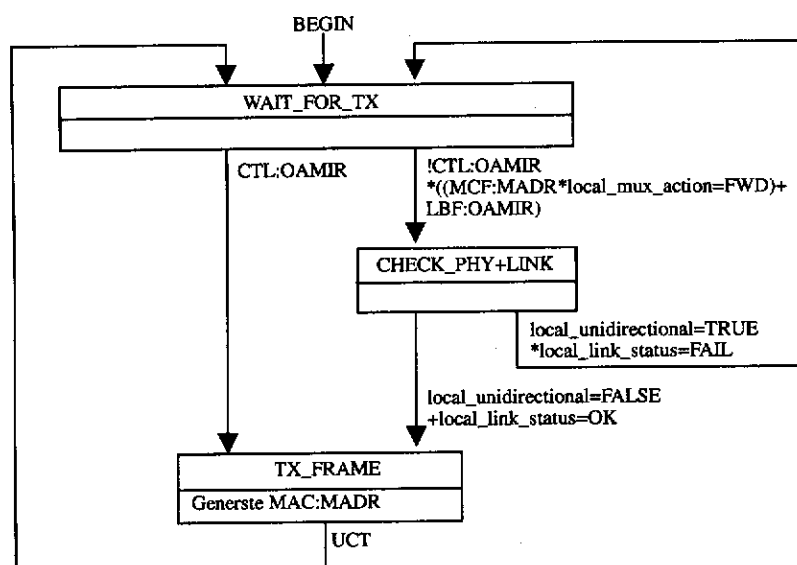 BEGIN
WAIT_FOR_TX
CTL:OAMIR
!CTL:OAMIR
*((MCF:MADR*local_mux_action=FWD)+
LBF:OAMIR)
CHECK_PHY+LINK
local_unidirectional=TRUE
*local_link_status=FAIL
local_unidirectional=FALSE
+local_link_status=OK
TX_FRAME
Generste MAC:MADR
UCT